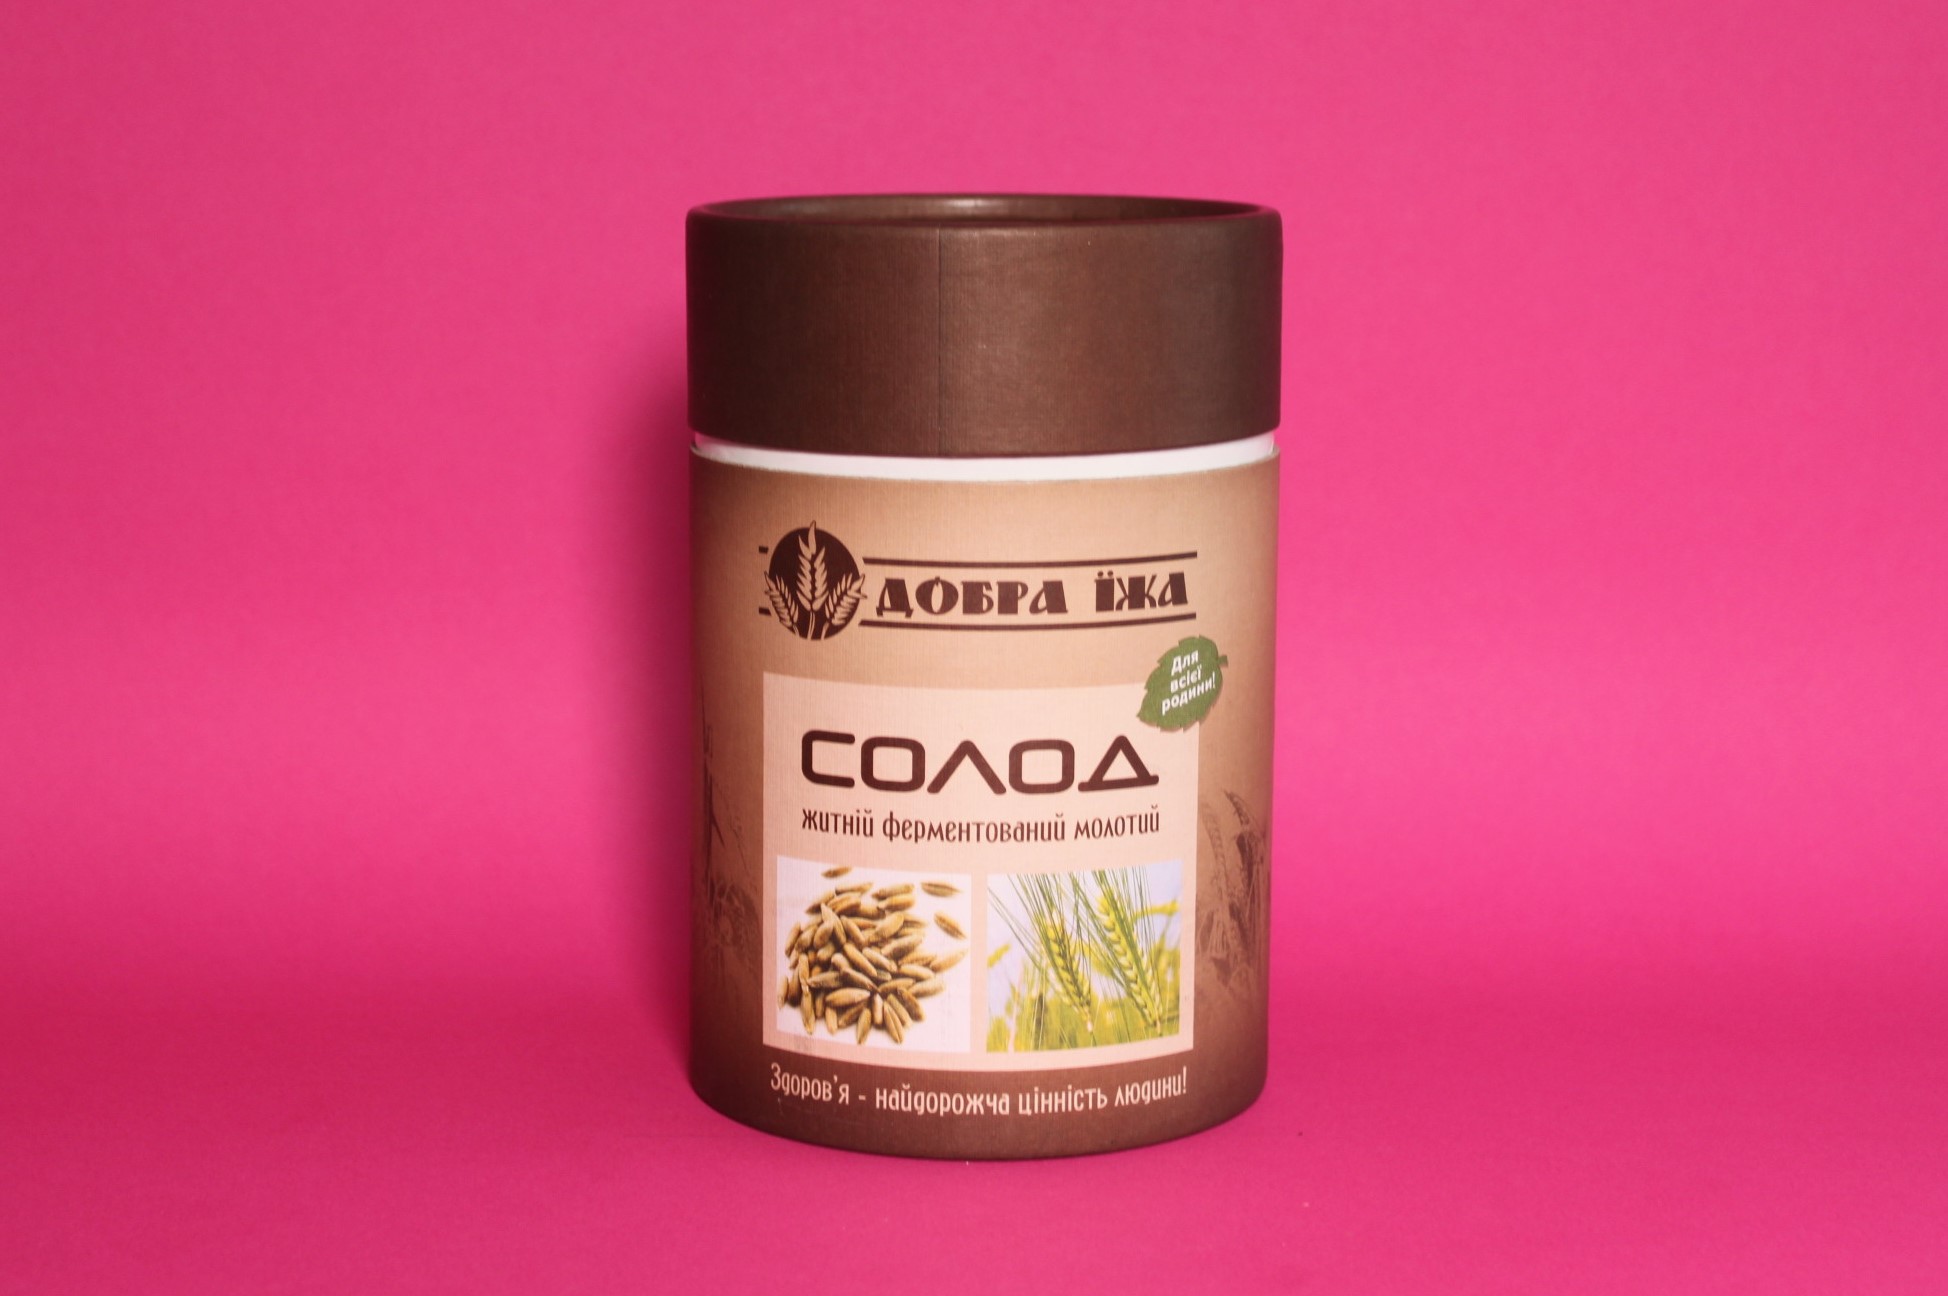 ДОБРА ЇЖА
Для
всієї
родини!
СОЛОД
житній ферментований молотий
Здоров'я - найдорожча цінність людини!